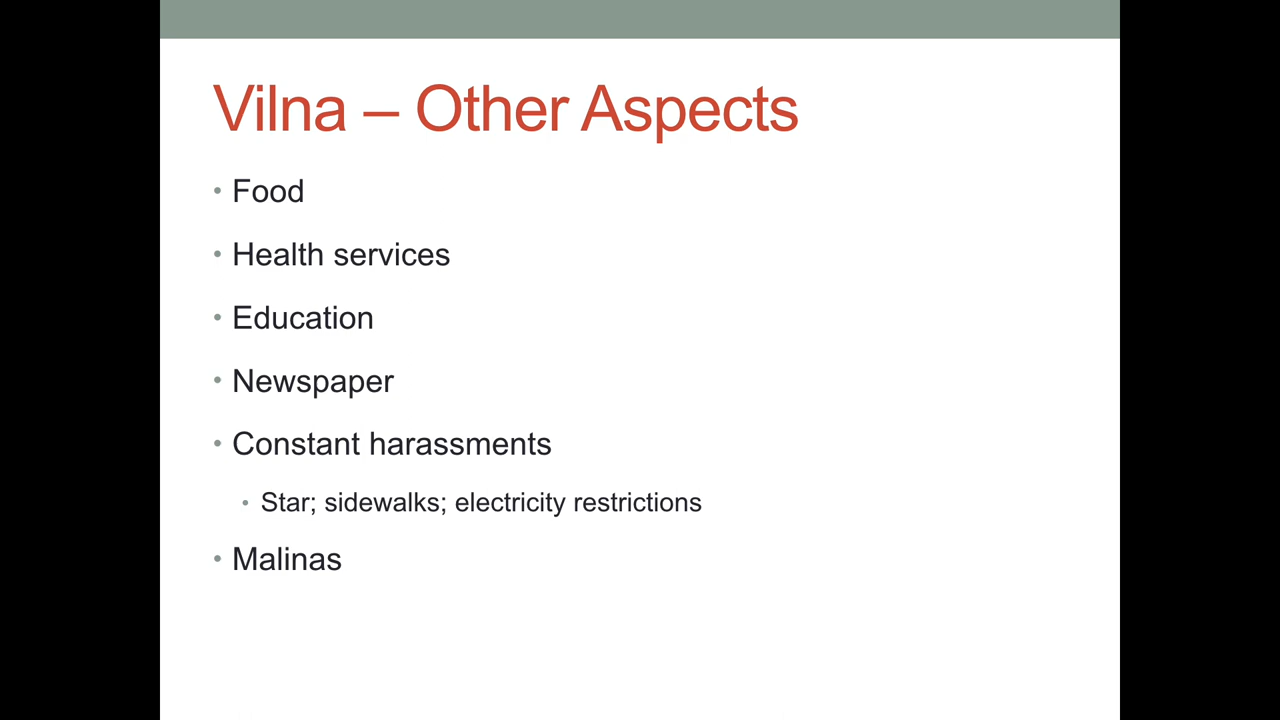 Vilna – Other Aspects
• Food
• Health services
• Education
• Newspaper
• Constant harassments
• Star; sidewalks; electricity restrictions
• Malinas